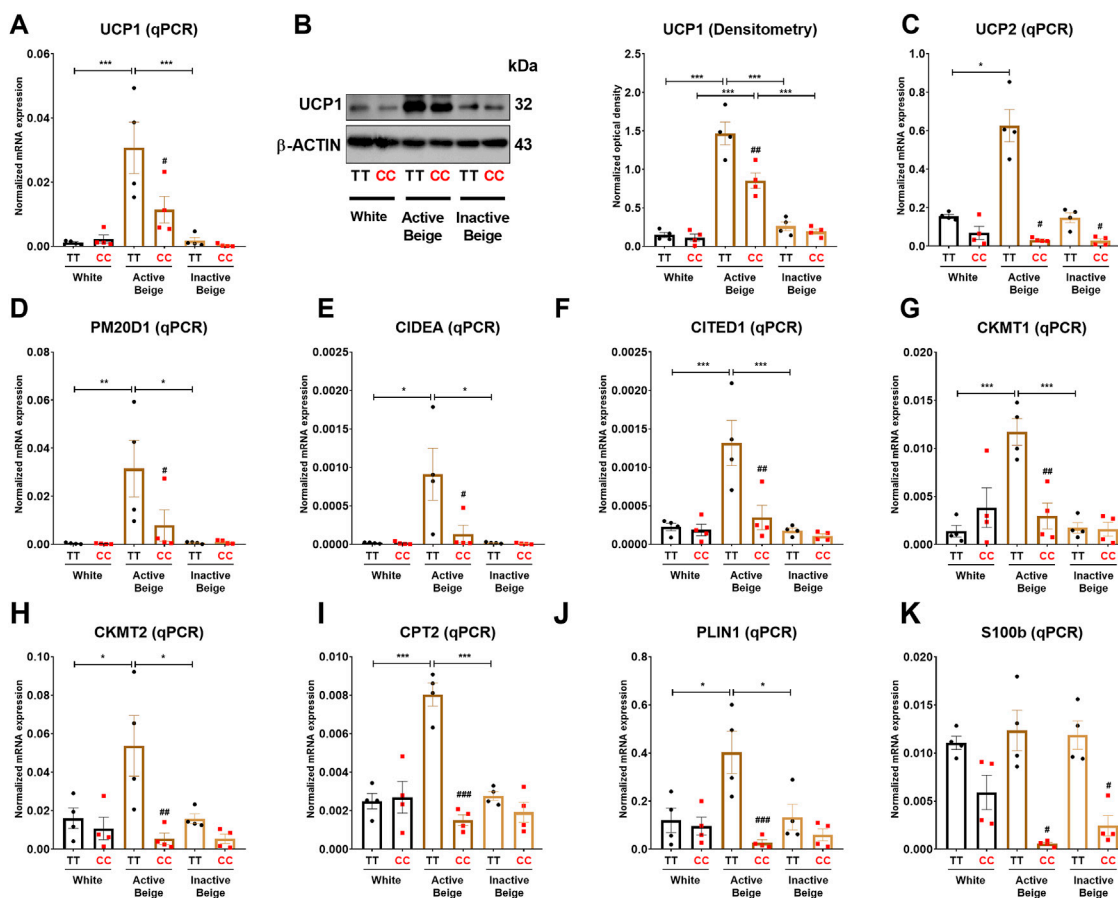 A
UCP1 (qPCR)
Normalized mRNA expression
0.06
0.04
0.02
0.00
***
***
#
TT CC TT CC TT CC
White Active Beige Inactive Beige
B
kDa
UCP1
32
β-ACTIN
43
TT CC TT CC TT CC
White Active Beige Inactive Beige
UCP1 (Densitometry)
Normalized optical density
2.5
2.0
1.5
1.0
0.5
0.0
*** ***
*** ***
##
TT CC TT CC TT CC
White Active Beige Inactive Beige
C
UCP2 (qPCR)
Normalized mRNA expression
1.0
0.8
0.6
0.4
0.2
0.0
*
# #
TT CC TT CC TT CC
White Active Beige Inactive Beige
D
PM20D1 (qPCR)
Normalized mRNA expression
0.08
0.06
0.04
0.02
0.00
** *
#
TT CC TT CC TT CC
White Active Beige Inactive Beige
E
CIDEA (qPCR)
Normalized mRNA expression
0.0025
0.0020
0.0015
0.0010
0.0005
0.0000
* *
#
TT CC TT CC TT CC
White Active Beige Inactive Beige
F
CITED1 (qPCR)
Normalized mRNA expression
0.0025
0.0020
0.0015
0.0010
0.0005
0.0000
*** ***
##
TT CC TT CC TT CC
White Active Beige Inactive Beige
G
CKMT1 (qPCR)
Normalized mRNA expression
0.020
0.015
0.010
0.005
0.000
*** ***
##
TT CC TT CC TT CC
White Active Beige Inactive Beige
H
CKMT2 (qPCR)
Normalized mRNA expression
0.10
0.08
0.06
0.04
0.02
0.00
* *
##
TT CC TT CC TT CC
White Active Beige Inactive Beige
I
CPT2 (qPCR)
Normalized mRNA expression
0.010
0.008
0.006
0.004
0.002
0.000
*** ***
###
TT CC TT CC TT CC
White Active Beige Inactive Beige
J
PLIN1 (qPCR)
Normalized mRNA expression
0.8
0.6
0.4
0.2
0.0
* *
###
TT CC TT CC TT CC
White Active Beige Inactive Beige
K
S100b (qPCR)
Normalized mRNA expression
0.020
0.015
0.010
0.005
0.000
# #
TT CC TT CC TT CC
White Active Beige Inactive Beige